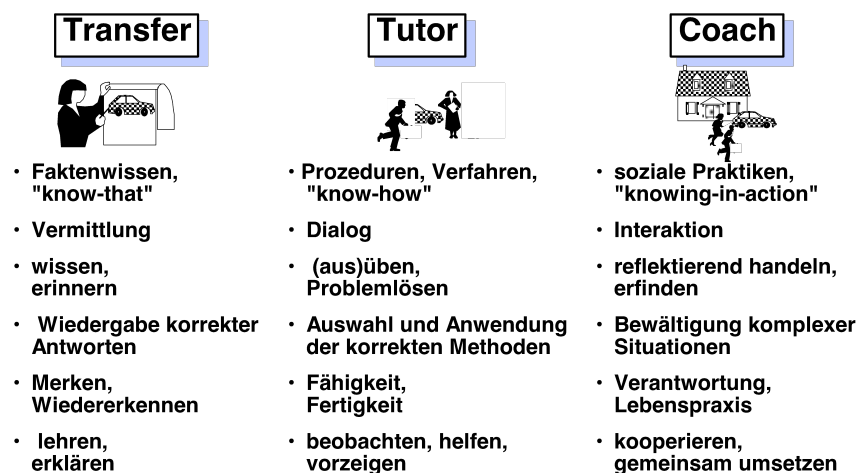 Transfer
• Faktenwissen,
"know-that"
• Vermittlung
• wissen,
erinnern
• Wiedergabe korrekter
Antworten
• Merken,
Wiedererkennen
• lehren,
erklären
Tutor
• Prozeduren, Verfahren,
"know-how"
• Dialog
• (aus)üben,
Problemlösen
• Auswahl und Anwendung
der korrekten Methoden
• Fähigkeit,
Fertigkeit
• beobachten, helfen,
vorzeigen
Coach
• soziale Praktiken,
"knowing-in-action"
• Interaktion
• reflektierend handeln,
erfinden
• Bewältigung komplexer
Situationen
• Verantwortung,
Lebenspraxis
• kooperieren,
gemeinsam umsetzen